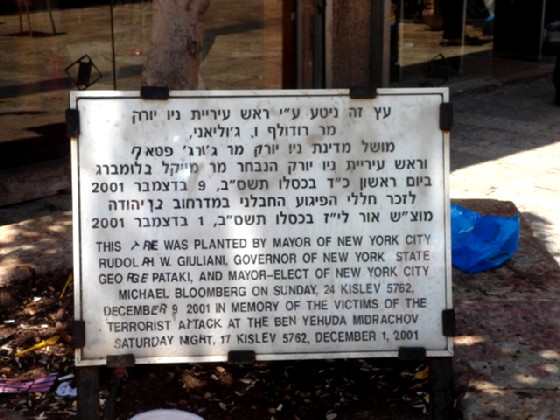 עץ זה ניטע ע"י ראש עיריית ניו יורק
מר רודולף ו. ג'וליאני,
מושל מדינת ניו יורק מר ג'ורג' פטאקי
וראש עיריית ניו יורק הנבחר מר מייקל בלומברג
ביום ראשון כ"ד בכסלו תשס"ב, 9 בדצמבר 2001
לזכר חללי הפיגוע החבלני במדרחוב בן יהודה
מוצ"ש אור לי"ז בכסלו תשס"ב, 1 בדצמבר 2001
THIS RE WAS PLANTED BY MAYOR OF NEW YORK CITY
RUDOL H W. GIULIANI, GOVERNOR OF NEW YORK STATE
GEORGE PATAKI, AND MAYOR-ELECT OF NEW YORK CITY
MICHAEL BLOOMBERG ON SUNDAY, 24 KISLEV 5762,
DECEMBER 9 2001 IN MEMORY OF THE VICTIMS OF THE
TERRORIST ATTACK AT THE BEN YEHUDA MIDRACHOV
SATURDAY NIGHT, 17 KISLEV 5762, DECEMBER 1, 2001